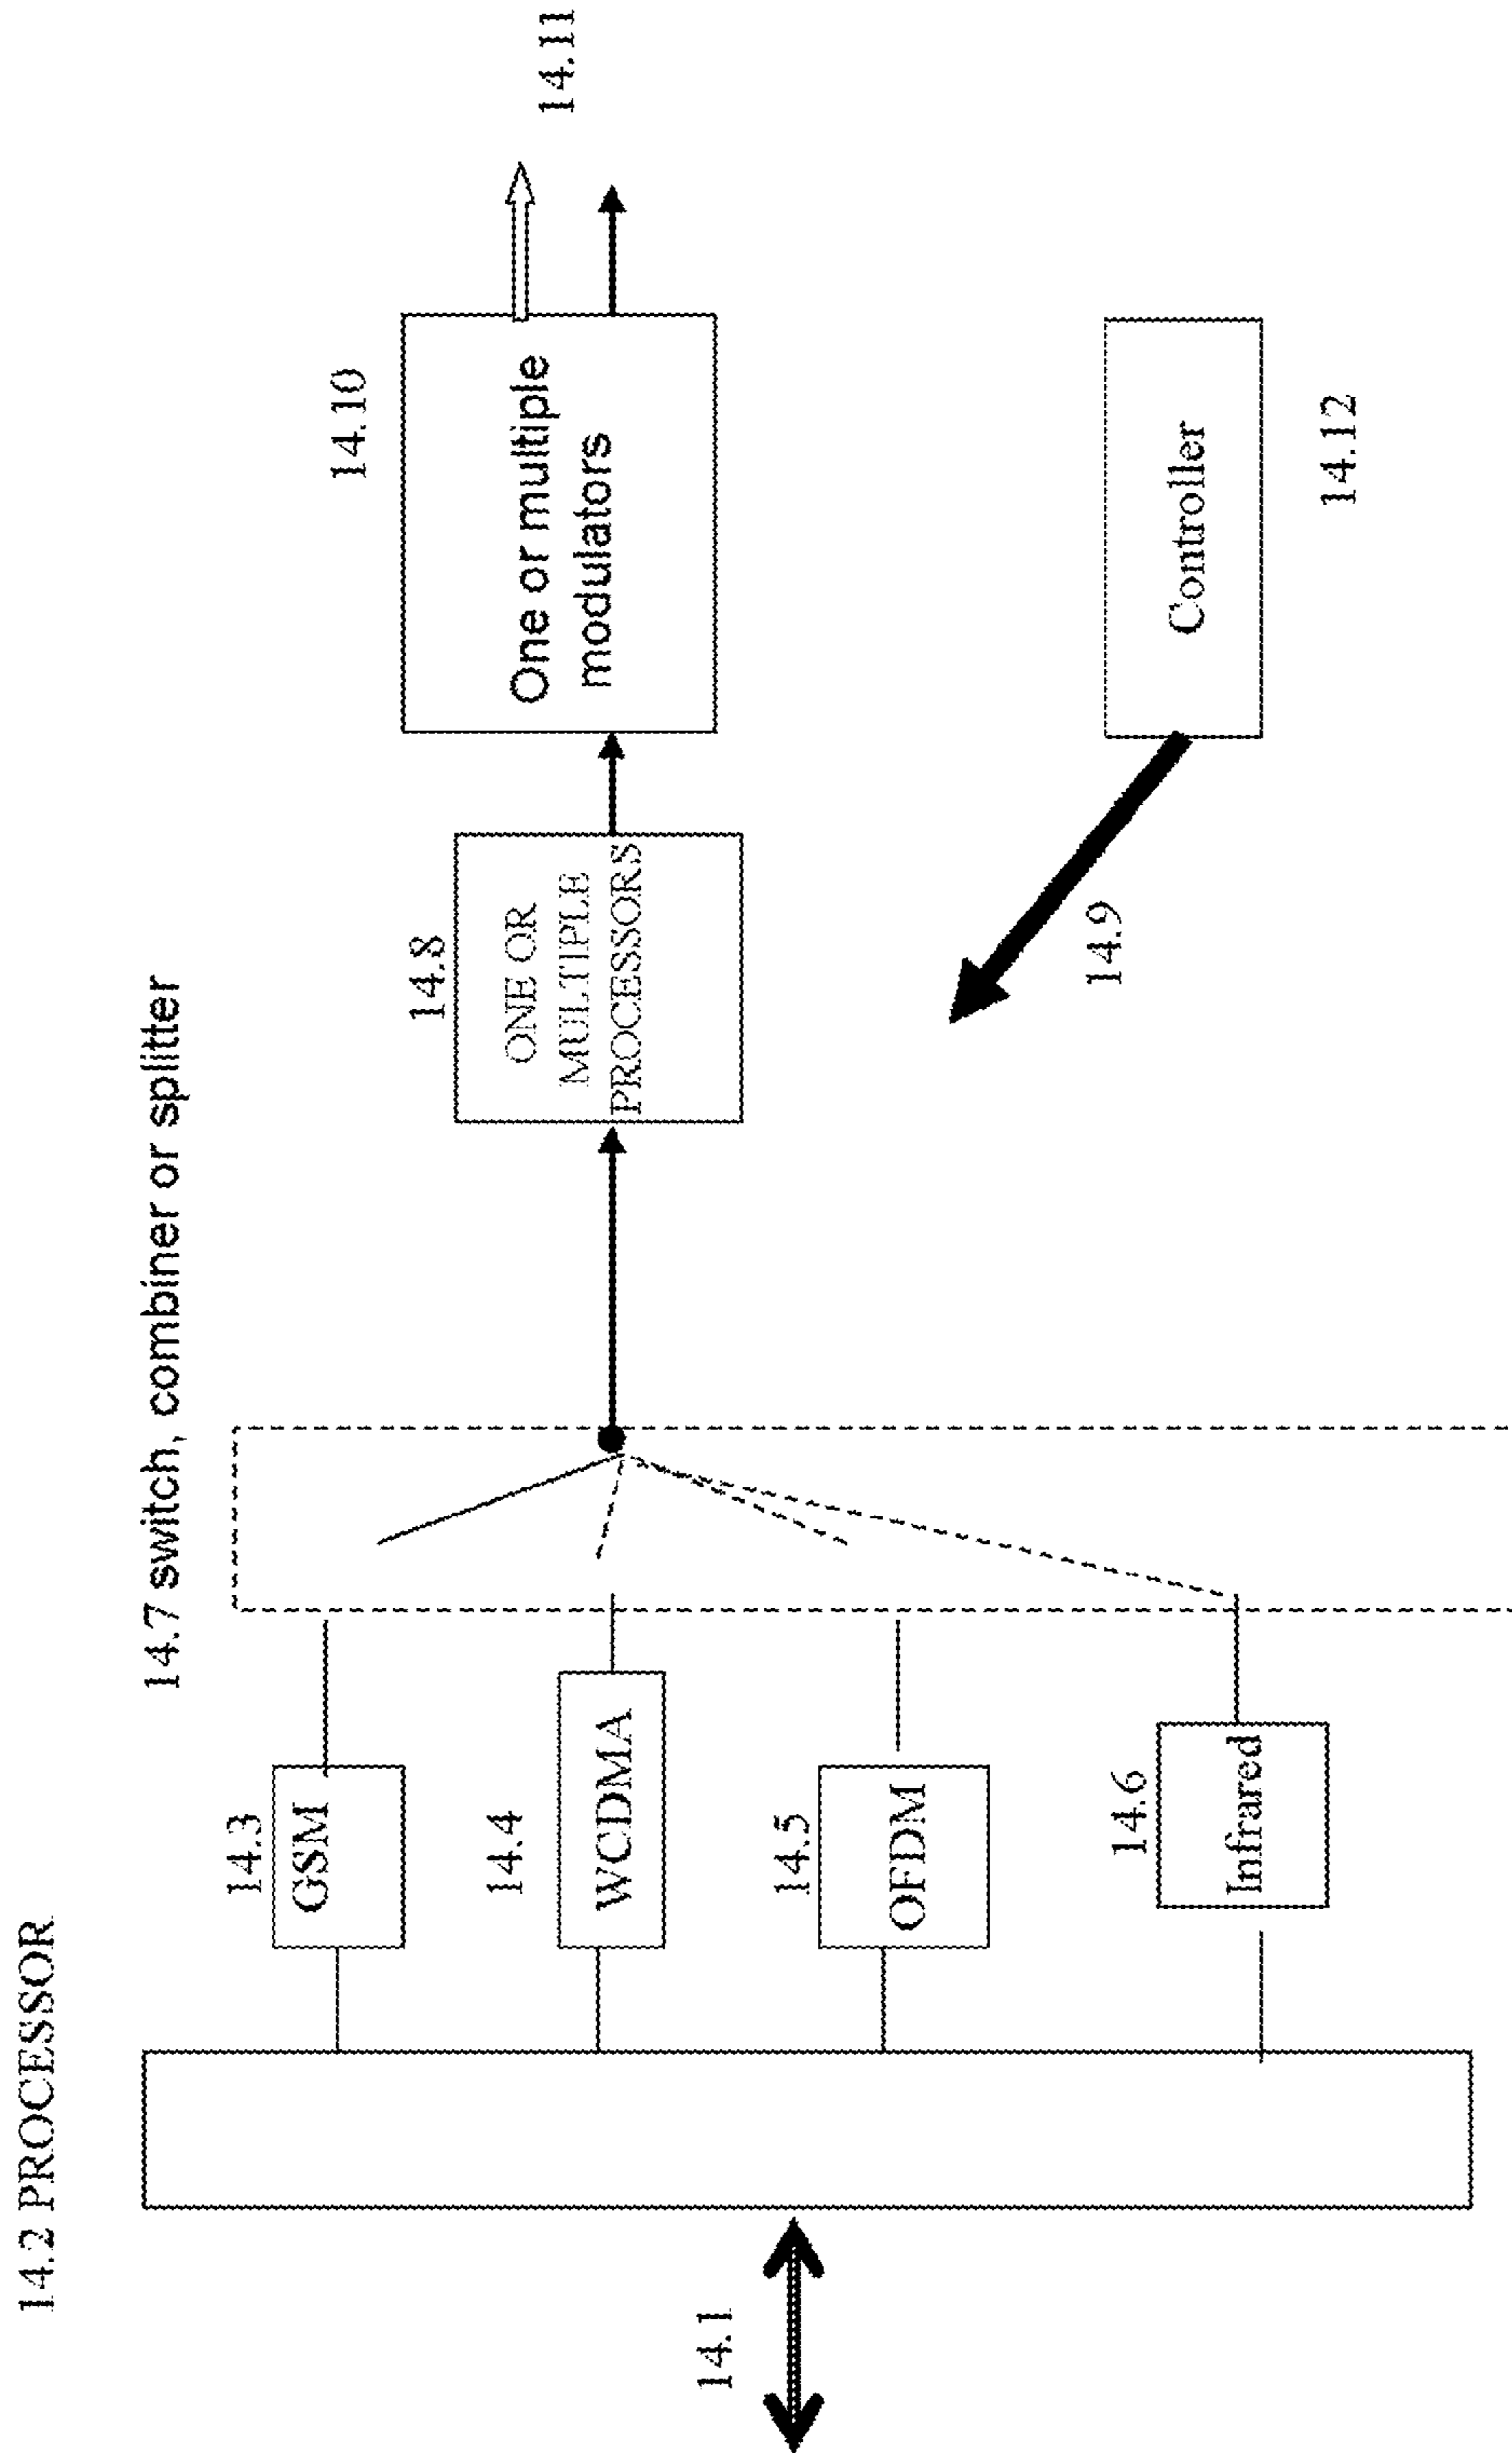 14.2 PROCESSOR
14.7 switch, combiner or splitter
14.1
14.3
GSM
14.4
WCDMA
14.5
OFDM
14.6
Infrared
14.8
ONE OR
MULTIPLE
PROCESSORS
14.9
14.10
One or multiple
modulators
14.11
Controller
14.12